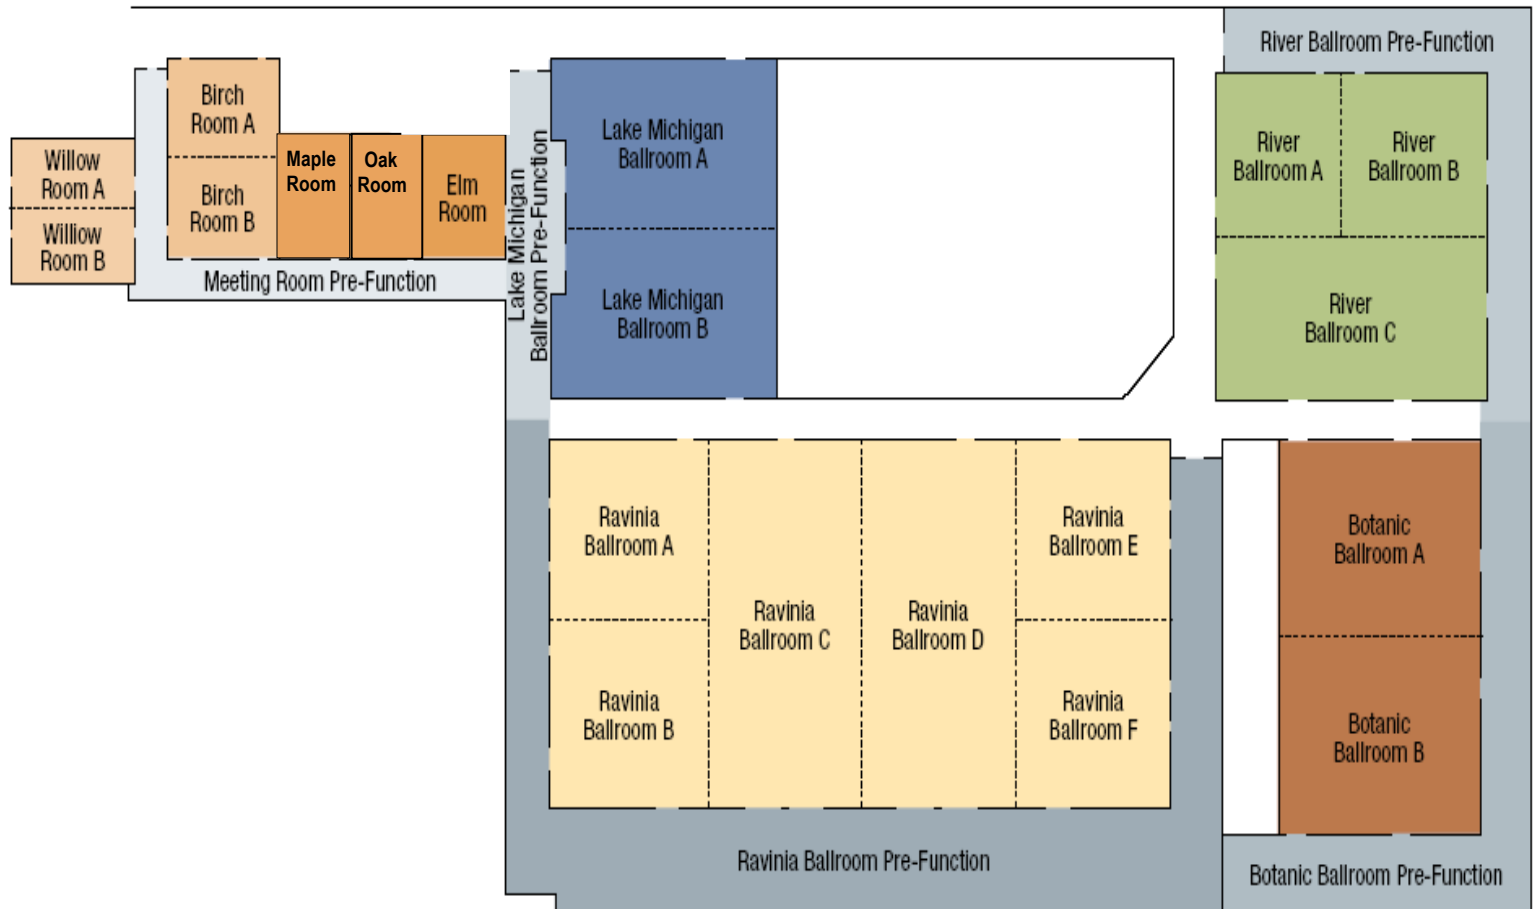 River Ballroom Pre-Function
Birch
Room A
Willow
Room A
Maple
Room
Oak
Room
Elm
Room
Birch
Room B
Williow
Room B
Meeting Room Pre-Function
Lake Michigan
Ballroom Pre-Function
Lake Michigan
Ballroom A
Lake Michigan
Ballroom B
River
Ballroom A
River
Ballroom B
River
Ballroom C
Ravinia
Ballroom A
Ravinia
Ballroom B
Ravinia
Ballroom C
Ravinia
Ballroom D
Ravinia
Ballroom E
Ravinia
Ballroom F
Botanic
Ballroom A
Botanic
Ballroom B
Ravinia Ballroom Pre-Function
Botanic Ballroom Pre-Function